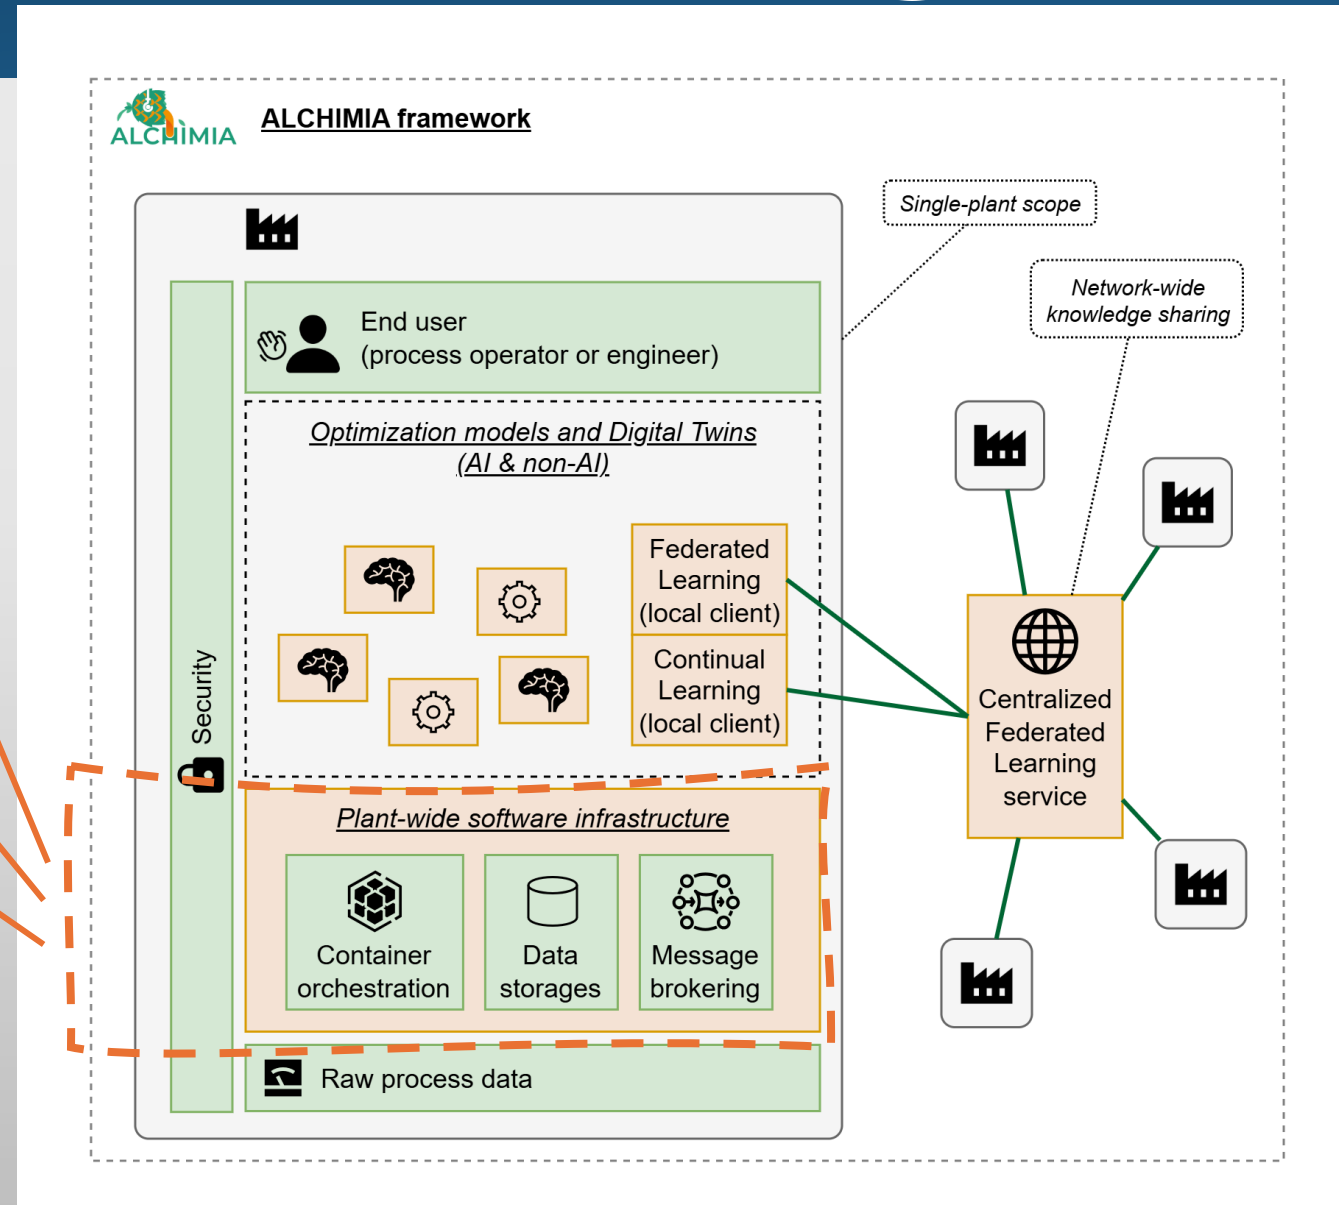 ALCHIMIA
ALCHIMIA framework
Single-plant scope
Network-wide
knowledge sharing
End user
(process operator or engineer)
Optimization models and Digital Twins
(AI & non-AI)
Federated
Learning
(local client)
Continual
Learning
(local client)
Security
Centralized
Federated
Learning
service
Plant-wide software infrastructure
Container
orchestration
Data
storages
Message
brokering
Raw process data